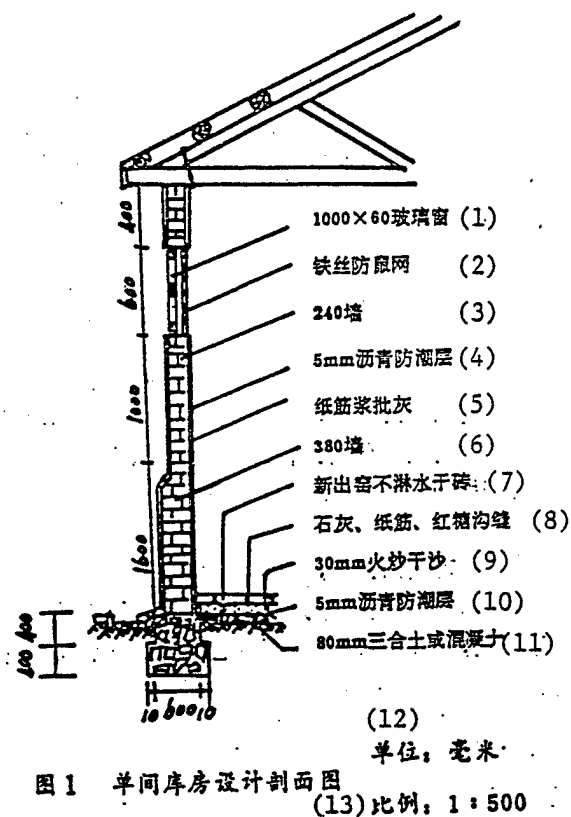 1000×60玻璃窗 (1)
铁丝防鼠网 (2)
240墙 (3)
5mm沥青防潮层 (4)
纸筋浆批灰 (5)
380墙 (6)
新出窑不淋水干砖 (7)
石灰、纸筋、红糖沟缝 (8)
30mm火炒干沙 (9)
5mm沥青防潮层 (10)
80mm三合土或混凝土 (11)
400
600
1000
1600
400
10 600 10
(12)
单位：毫米
图1 单间库房设计剖面图
(13) 比例：1：500